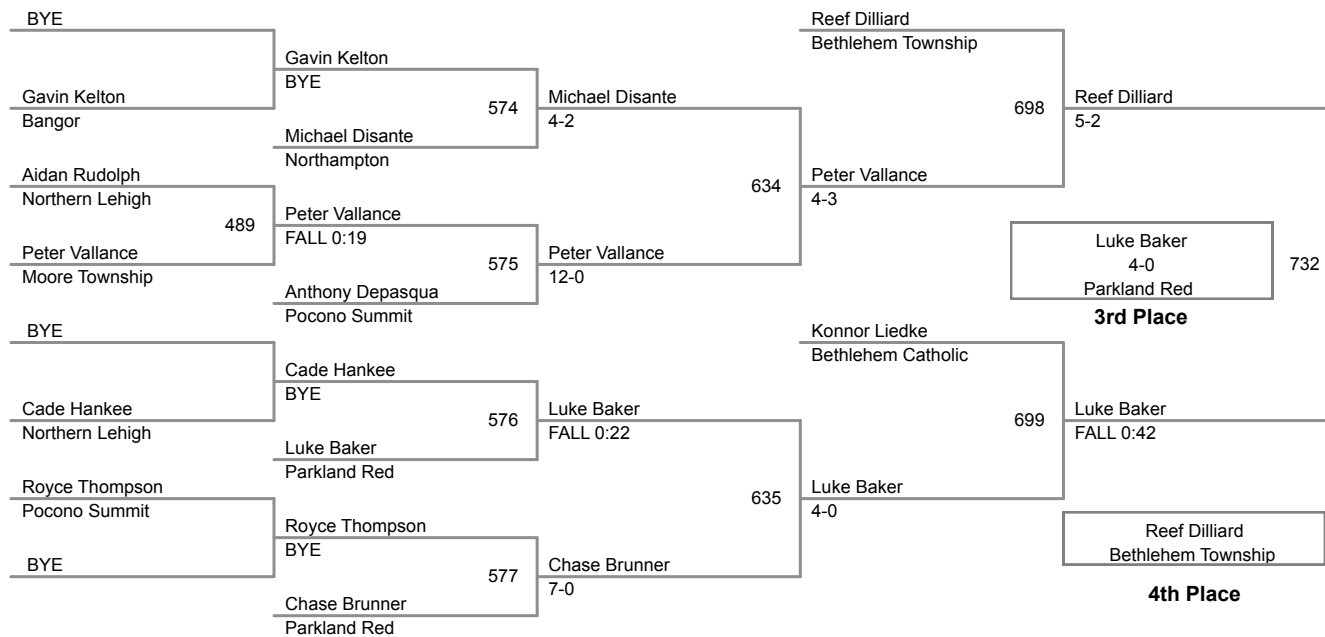 BYE
Gavin Kelton
Bangor
Aidan Rudolph
Northern Lehigh
489
Peter Vallance
Moore Township
BYE
Cade Hankee
Northern Lehigh
Royce Thompson
Pocono Summit
BYE
Gavin Kelton
BYE
574
Michael Disante
Northampton
Peter Vallance
FALL 0:19
575
Anthony Depasqua
Pocono Summit
Cade Hankee
BYE
576
Luke Baker
Parkland Red
Royce Thompson
BYE
577
Chase Brunner
Parkland Red
Michael Disante
4-2
634
Peter Vallance
12-0
Luke Baker
FALL 0:22
635
Chase Brunner
7-0
Reef Dilliard
Bethlehem Township
698
Peter Vallance
4-3
Konnor Liedke
Bethlehem Catholic
699
Luke Baker
4-0
Reef Dilliard
5-2
Luke Baker
4-0
Parkland Red
732
3rd Place
Luke Baker
FALL 0:42
Reef Dilliard
Bethlehem Township
4th Place